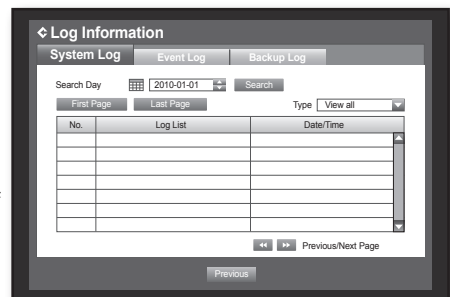 Log Information
System Log Event Log Backup Log
Search Day 2010-01-01 Search
First Page Last Page Type View all
No. Log List Date/Time
Previous/Next Page
Previous